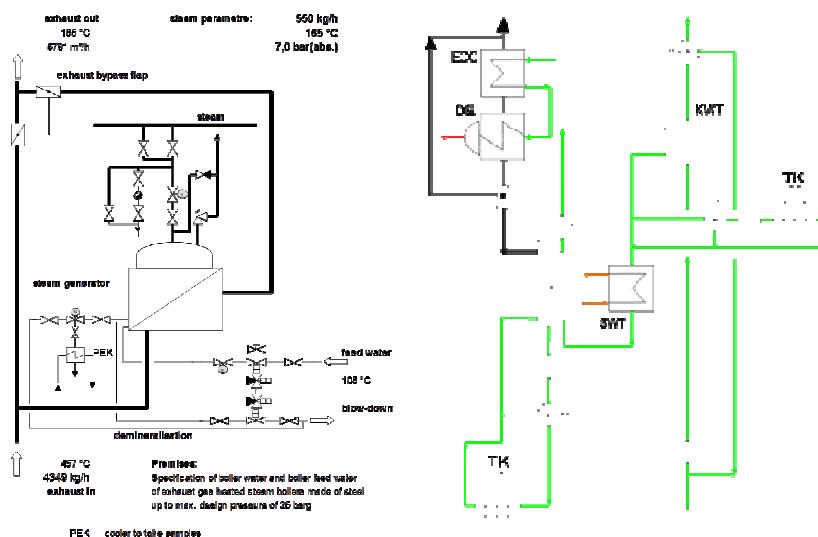 exhaust out
165 °C
579* m³/h
steam parametre:
550 kg/h
165 °C
7,0 bar(abs.)
exhaust bypass flap
steam
steam generator
PEK
feed water
105 °C
blow-down
demineralisation
457 °C
4349 kg/h
exhaust in
Premises:
Specification of boiler water and boiler feed water
of exhaust gas heated steam boilers made of steel
up to max. design pressure of 25 barg
PEK cooler to take samples
ECO
DE
KWT
TK
SWT
TK